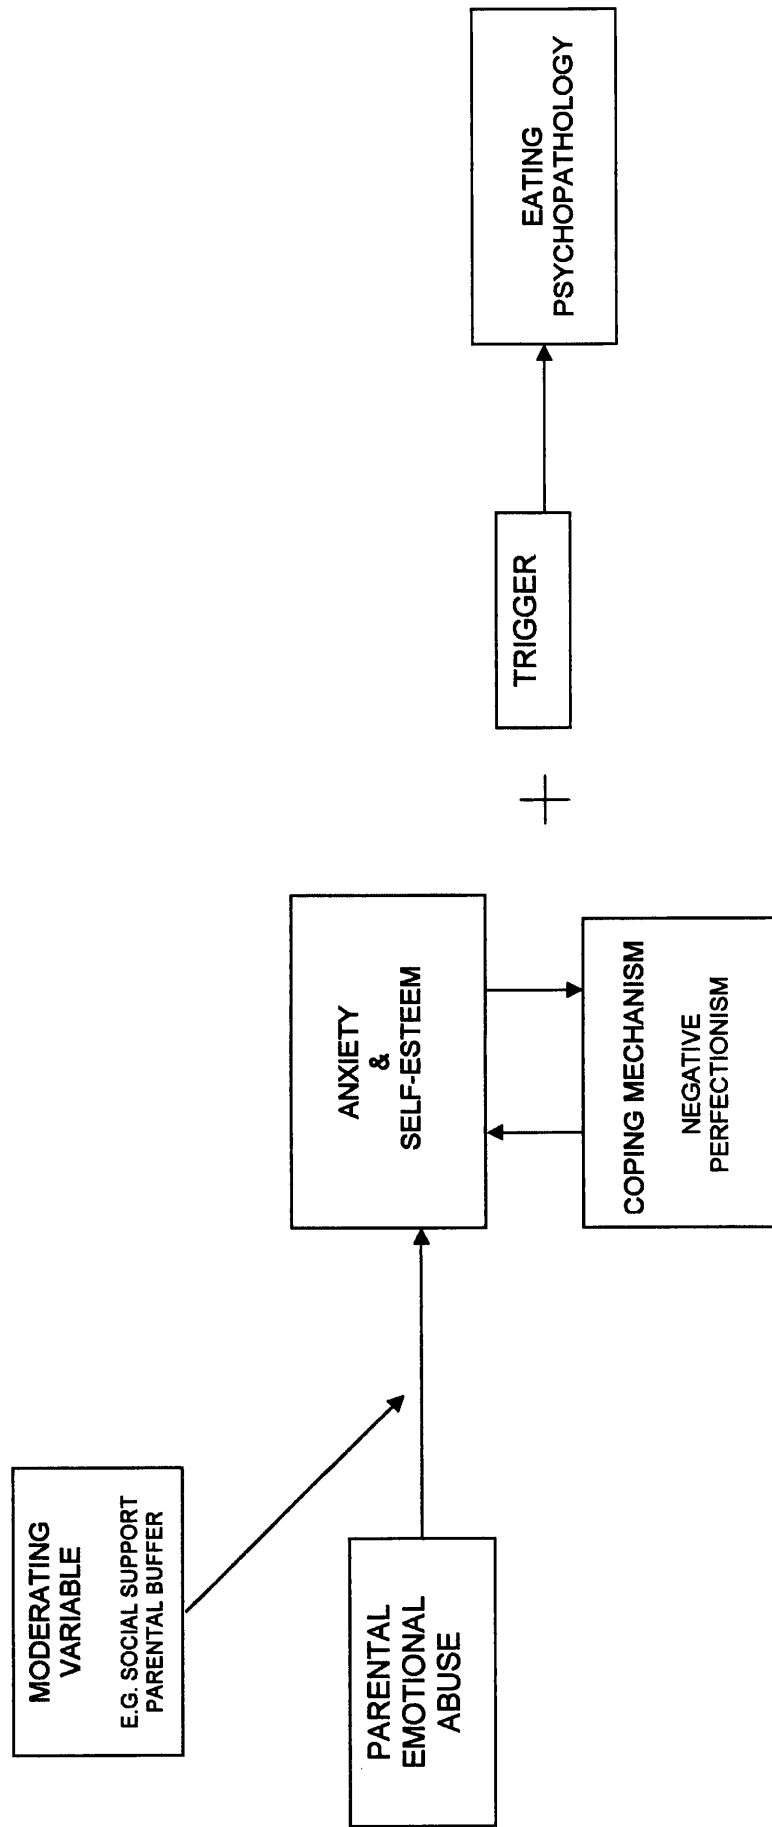 MODERATING
VARIABLE
E.G. SOCIAL SUPPORT
PARENTAL BUFFER
PARENTAL
EMOTIONAL
ABUSE
ANXIETY
&
SELF-ESTEEM
COPING MECHANISM
NEGATIVE
PERFECTIONISM
+
TRIGGER
EATING
PSYCHOPATHOLOGY